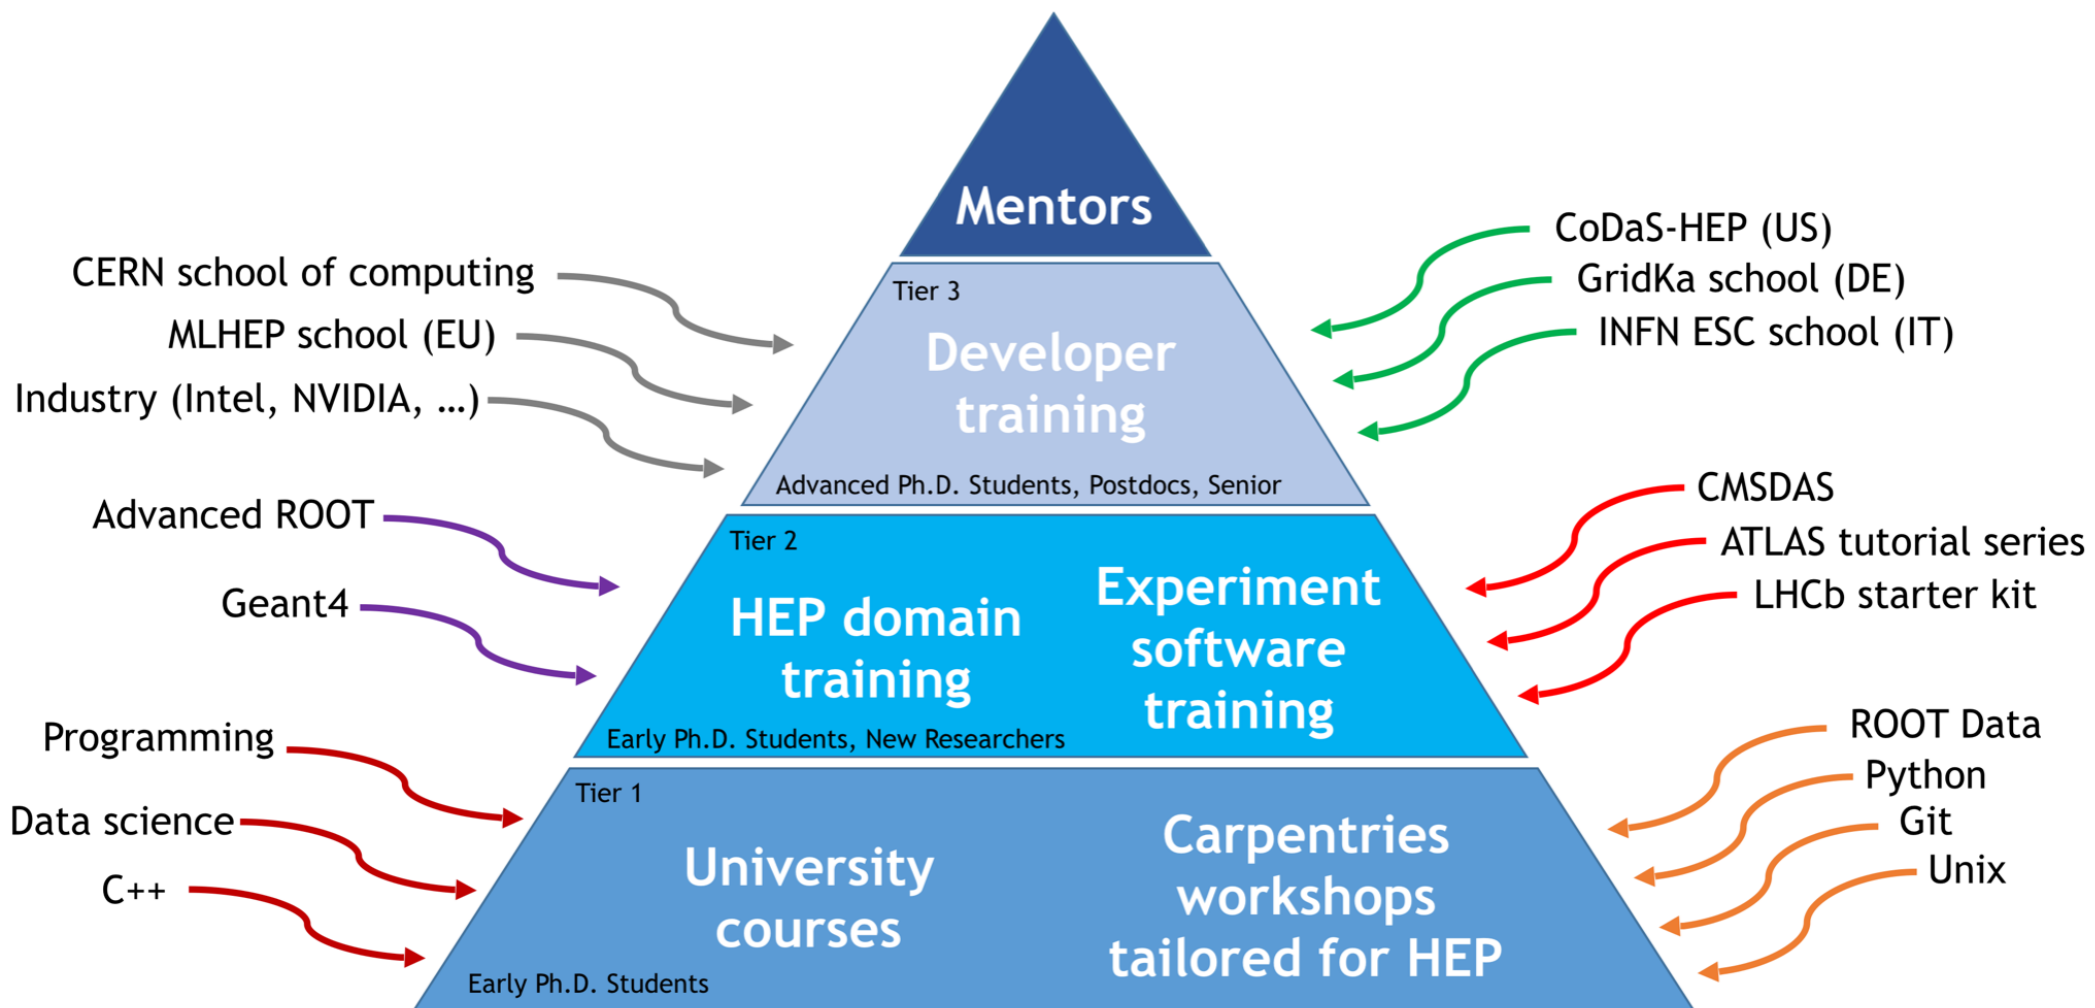 Mentors
CERN school of computing
MLHEP school (EU)
Industry (Intel, NVIDIA, ...)
CoDaS-HEP (US)
GridKa school (DE)
INFN ESC school (IT)
Tier 3
Developer
training
Advanced Ph.D. Students, Postdocs, Senior
Advanced ROOT
Geant4
CMSDAS
ATLAS tutorial series
LHCb starter kit
Tier 2
HEP domain
training
Experiment
software
training
Early Ph.D. Students, New Researchers
Programming
Data science
C++
ROOT Data
Python
Git
Unix
Tier 1
University
courses
Carpentries
workshops
tailored for HEP
Early Ph.D. Students